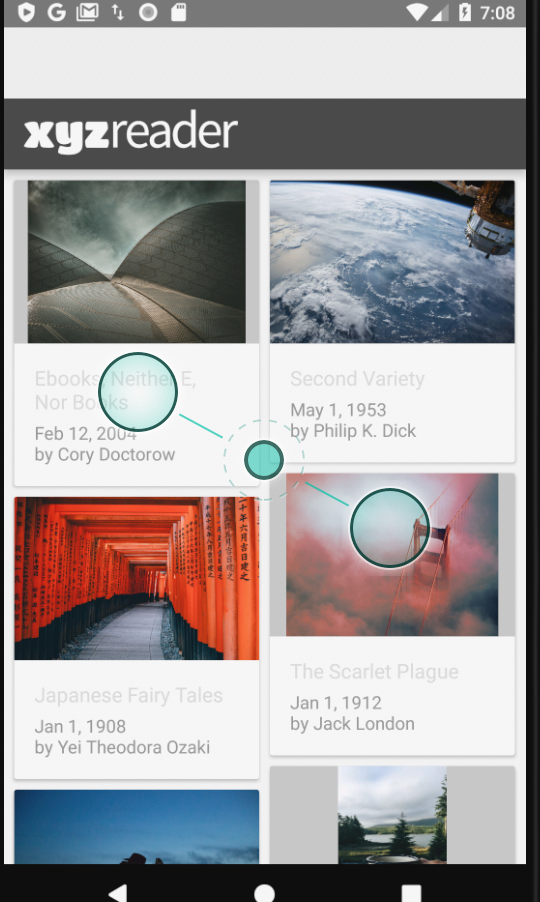 7:08
xyzreader
Ebooks, Neither E,
Nor Books
Feb 12, 2004
by Cory Doctorow
Second Variety
May 1, 1953
by Philip K. Dick
Japanese Fairy Tales
Jan 1, 1908
by Yei Theodora Ozaki
The Scarlet Plague
Jan 1, 1912
by Jack London